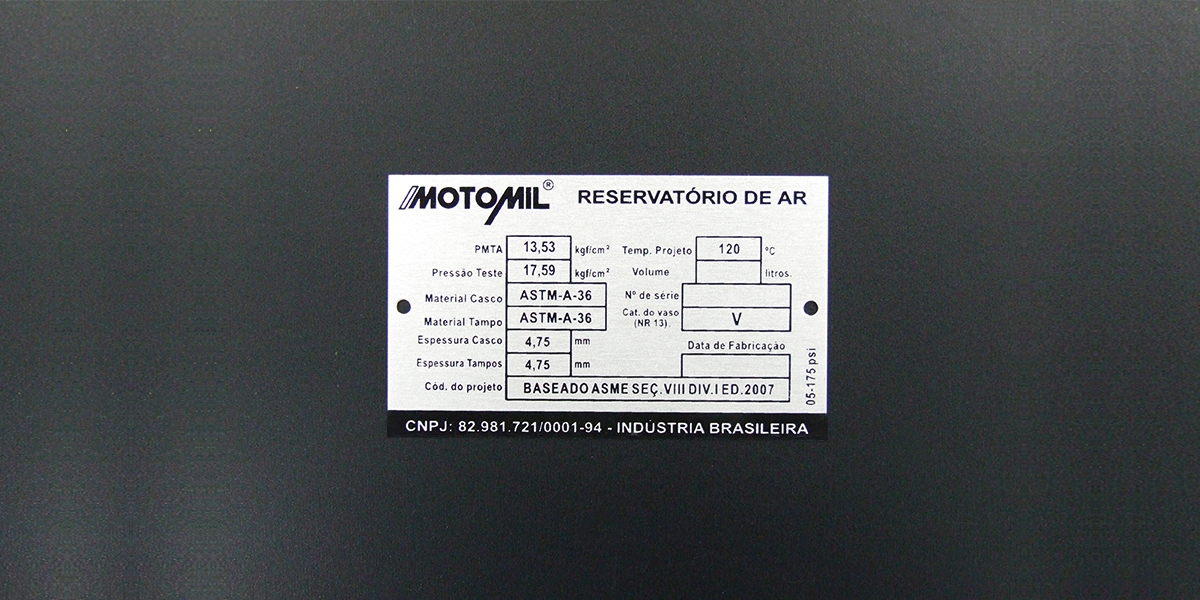 MOTOMIL® RESERVATÓRIO DE AR
PMTA 13,53 kgf/cm² Temp. Projeto 120 °C
Pressão Teste 17,59 kgf/cm² Volume litros.
Material Casco ASTM-A-36 Nº de série
Material Tampo ASTM-A-36 Cat. do vaso (NR 13). V
Espessura Casco 4,75 mm Data de Fabricação
Espessura Tampos 4,75 mm
Cód. do projeto BASEADO ASME SEÇ. VIII DIV. I ED. 2007
05-175 psi
CNPJ: 82.981.721/0001-94 - INDÚSTRIA BRASILEIRA